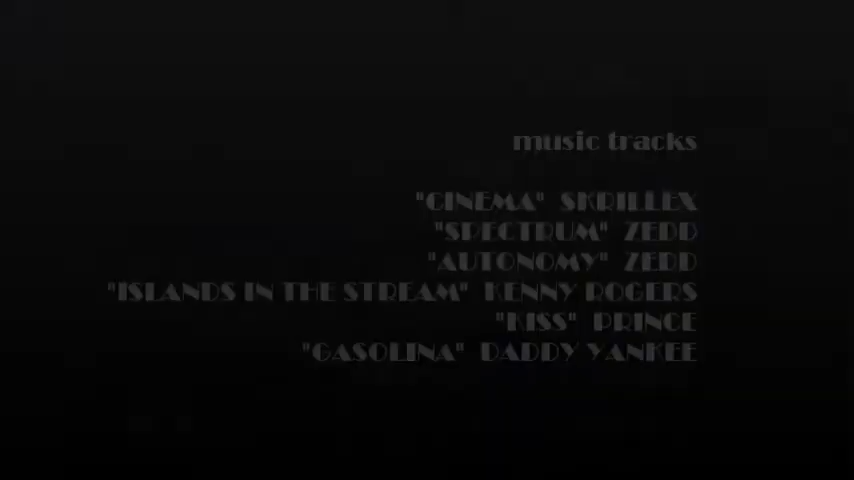 music tracks
"CINEMA" SKRILLEX
"SPECTRUM" ZEDD
"AUTONOMY" ZEDD
"ISLANDS IN THE STREAM" KENNY ROGERS
"KISS" PRINCE
"GASOLINA" DADDY YANKEE